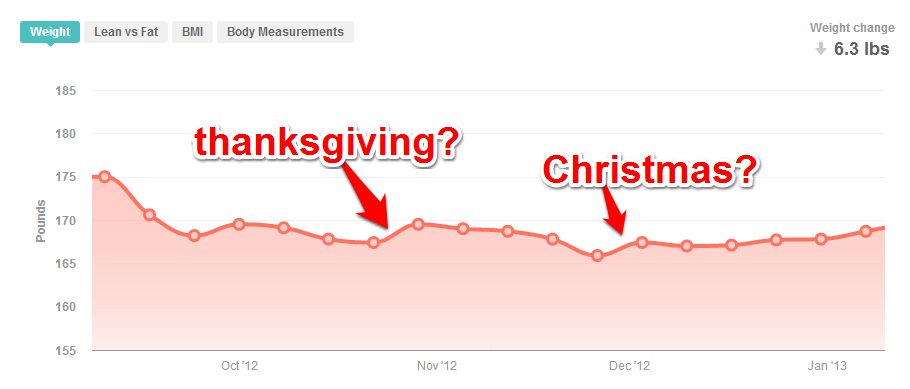 Weight Lean vs Fat BMI Body Measurements
Weight change
6.3 lbs
Pounds
185
180
175
170
165
160
155
thanksgiving?
Christmas?
Oct '12 Nov '12 Dec '12 Jan '13